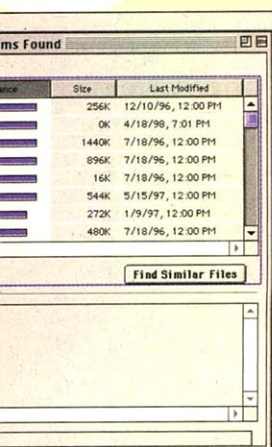 ms Found
ance Size Last Modified
256K 12/10/96, 12:00 PM
0K 4/18/98, 7:01 PM
1440K 7/18/96, 12:00 PM
896K 7/18/96, 12:00 PM
16K 7/18/96, 12:00 PM
544K 5/15/97, 12:00 PM
272K 1/9/97, 12:00 PM
480K 7/18/96, 12:00 PM
Find Similar Files